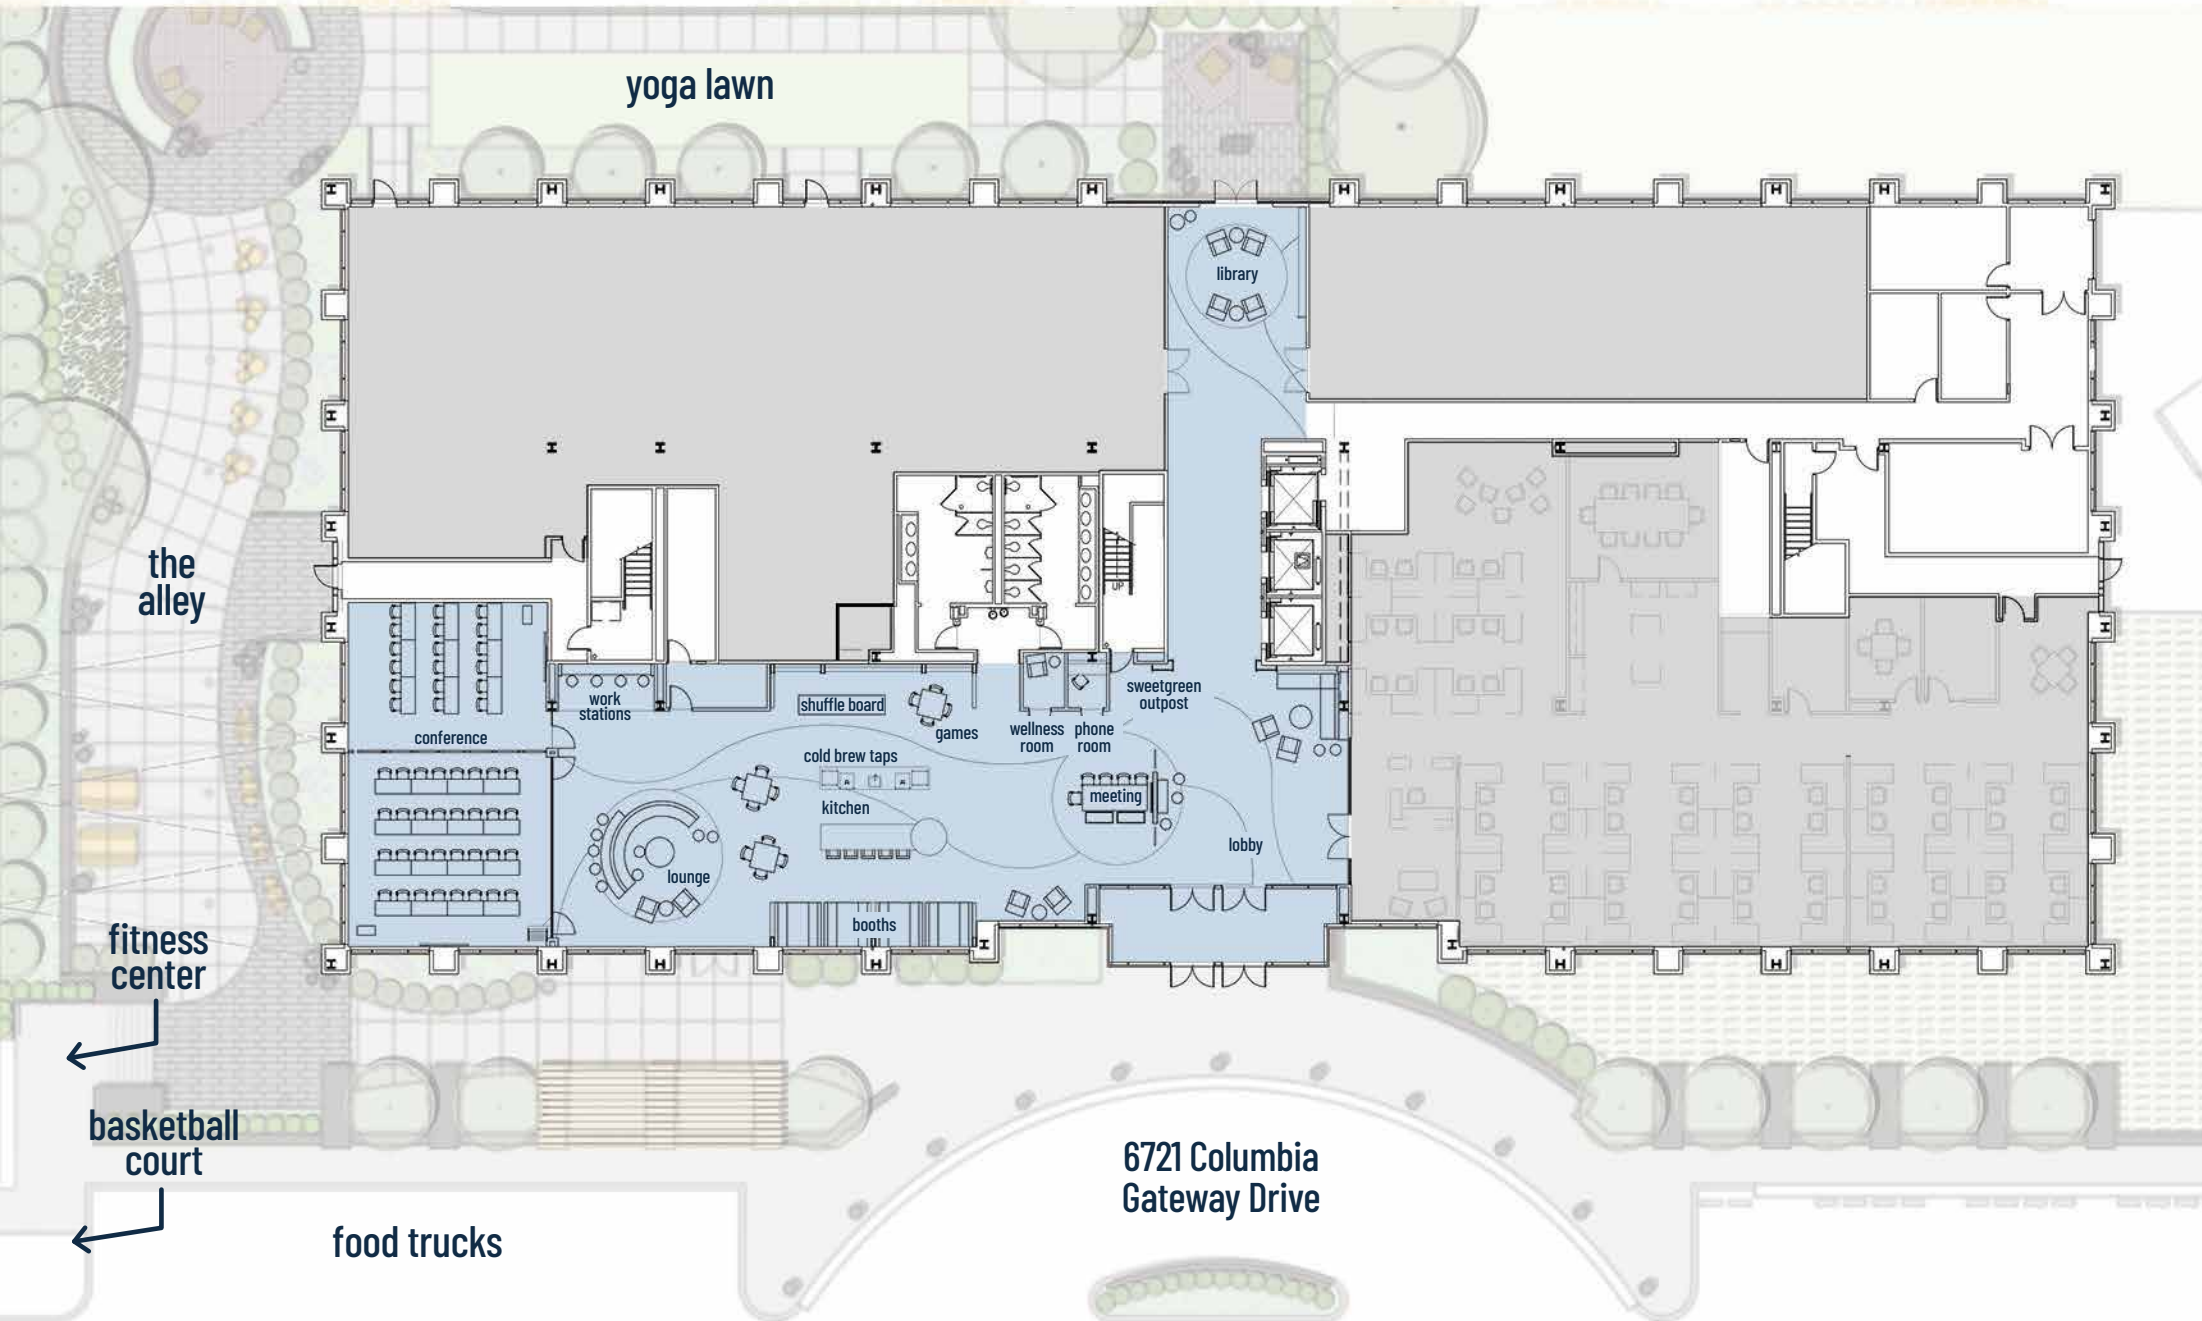 yoga lawn
library
the
alley
work
stations
shuffle board
games
wellness
room
phone
room
sweetgreen
outpost
conference
cold brew taps
kitchen
meeting
lobby
lounge
booths
fitness
center
basketball
court
food trucks
6721 Columbia
Gateway Drive